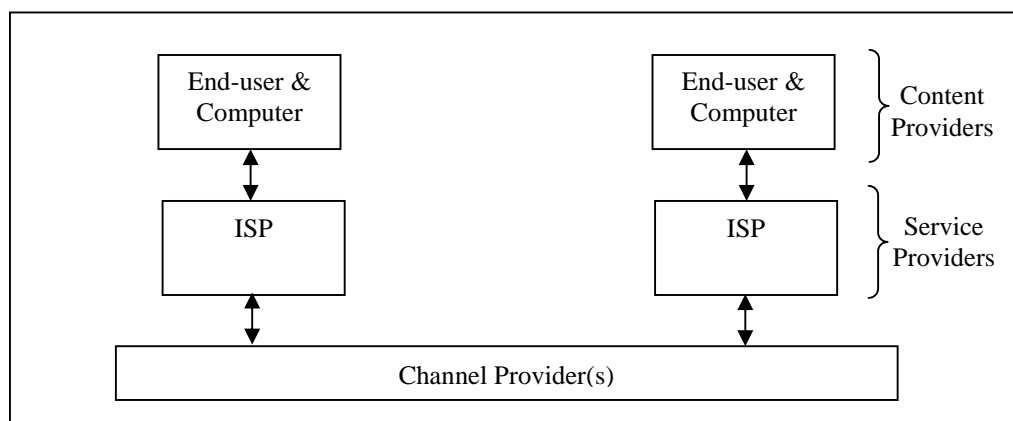 End-user &
Computer
End-user &
Computer
Content
Providers
ISP
ISP
Service
Providers
Channel Provider(s)